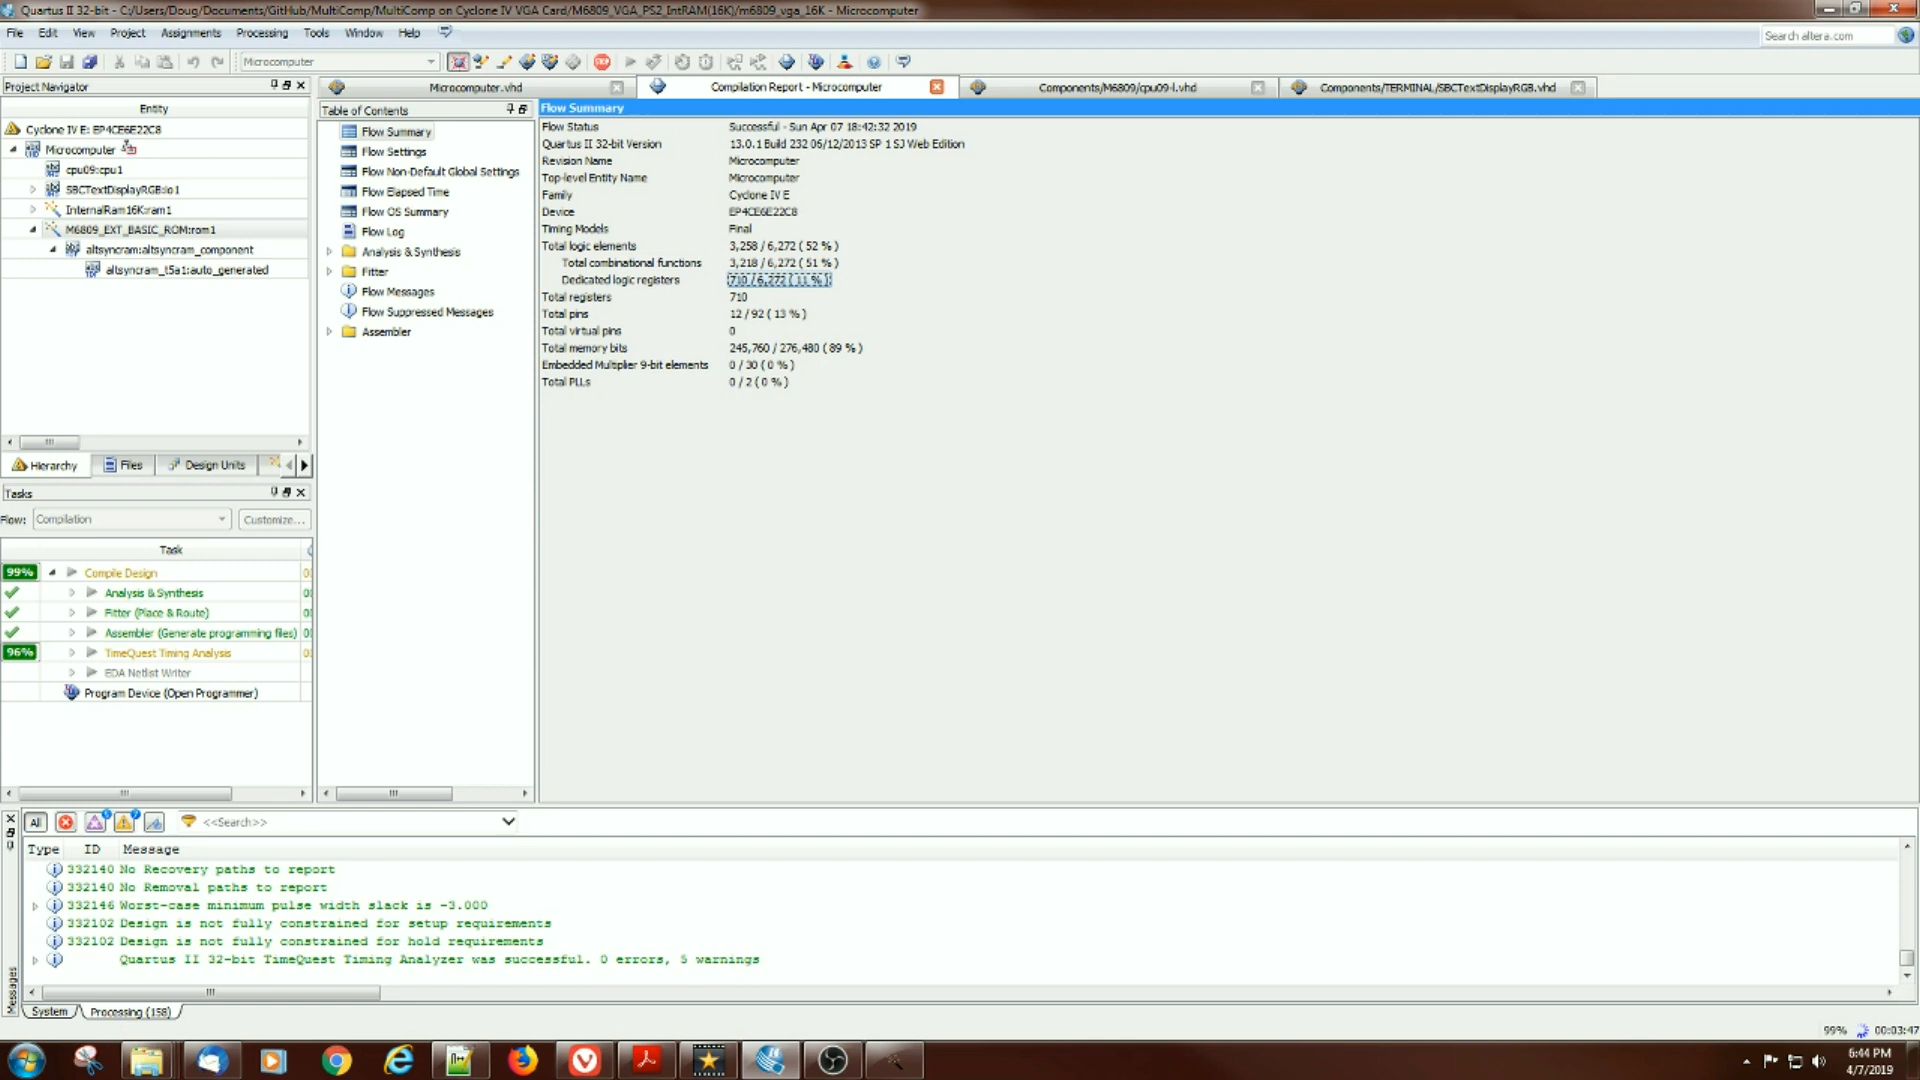 Quartus II 32-bit - C:/Users/Doug/Documents/GitHub/MultiComp/MultiComp on Cyclone IV VGA Card/M6809_VGA_PS2_IntRAM(16K)/m6809_vga_16K - Microcomputer
File Edit View Project Assignments Processing Tools Window Help
Search altera.com
Microcomputer
Project Navigator
Microcomputer.vhd
Compilation Report - Microcomputer
Components/M6809/cpu09-l.vhd
Components/TERMINAL/SBCTextDisplayRGB.vhd
Entity
Cyclone IV E: EP4CE6E22C8
Microcomputer
cpu09:cpu1
SBCTextDisplayRGB:io1
InternalRam16K:ram1
M6809_EXT_BASIC_ROM:rom1
altsyncram:altsyncram_component
altsyncram_t5a1:auto_generated
Hierarchy Files Design Units
Table of Contents
Flow Summary
Flow Settings
Flow Non-Default Global Settings
Flow Elapsed Time
Flow OS Summary
Flow Log
Analysis & Synthesis
Fitter
Flow Messages
Flow Suppressed Messages
Assembler
Flow Summary
Flow Status Successful - Sun Apr 07 18:42:32 2019
Quartus II 32-bit Version 13.0.1 Build 232 06/12/2013 SP 1 SJ Web Edition
Revision Name Microcomputer
Top-level Entity Name Microcomputer
Family Cyclone IV E
Device EP4CE6E22C8
Timing Models Final
Total logic elements 3,258 / 6,272 ( 52 % )
Total combinational functions 3,218 / 6,272 ( 51 % )
Dedicated logic registers 710 / 6,272 ( 11 % )
Total registers 710
Total pins 12 / 92 ( 13 % )
Total virtual pins 0
Total memory bits 245,760 / 276,480 ( 89 % )
Embedded Multiplier 9-bit elements 0 / 30 ( 0 % )
Total PLLs 0 / 2 ( 0 % )
Tasks
Flow: Compilation Customize...
Task
99% Compile Design
Analysis & Synthesis
Fitter (Place & Route)
Assembler (Generate programming files)
96% TimeQuest Timing Analysis
EDA Netlist Writer
Program Device (Open Programmer)
All <<Search>>
Type ID Message
332140 No Recovery paths to report
332140 No Removal paths to report
332146 Worst-case minimum pulse width slack is -3.000
332102 Design is not fully constrained for setup requirements
332102 Design is not fully constrained for hold requirements
Quartus II 32-bit TimeQuest Timing Analyzer was successful. 0 errors, 5 warnings
Messages
System Processing (158)
99% 00:03:47
6:44 PM
4/7/2019